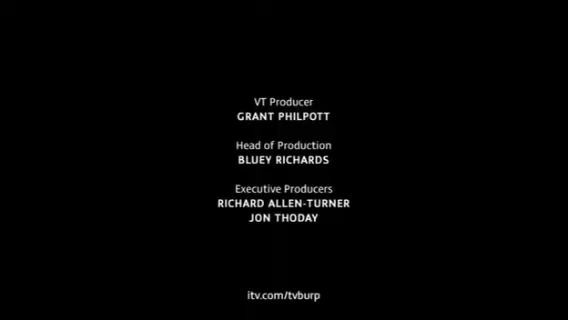 VT Producer
GRANT PHILPOTT
Head of Production
BLUEY RICHARDS
Executive Producers
RICHARD ALLEN-TURNER
JON THODAY
itv.com/tvburp